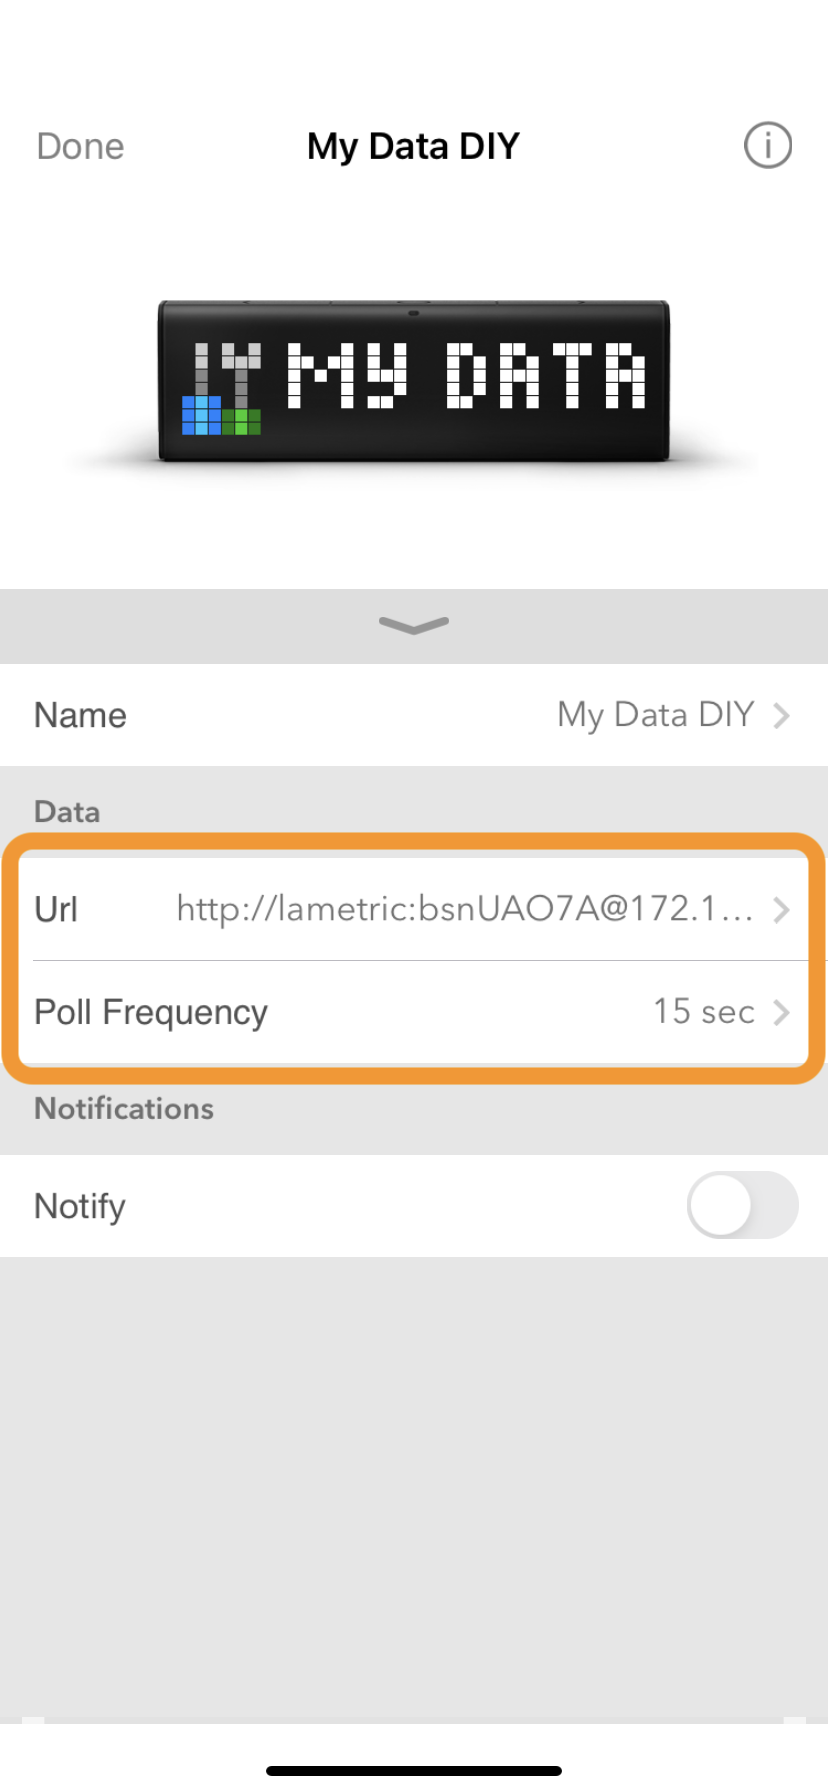 Done
My Data DIY
MY DATA
Name
My Data DIY
Data
Url
http://lametric:bsnUAO7A@172.1...
Poll Frequency
15 sec
Notifications
Notify